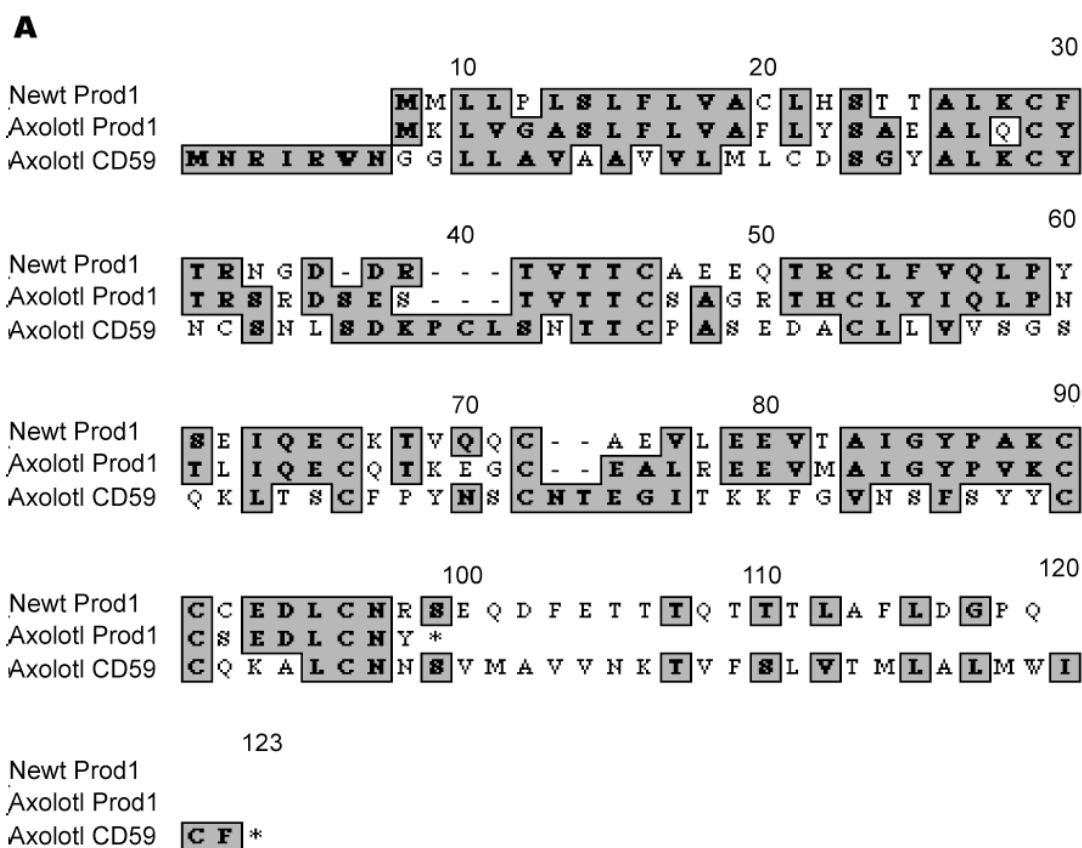 A
10 20 30
Newt Prod1 M M L L P L S L F L V A C L H S T T A L K C F
Axolotl Prod1 M K L V G A S L F L V A F L Y S A E A L Q C Y
Axolotl CD59 M N R I R V N G G L L A V A A V V L M L C D S G Y A L K C Y
40 50 60
Newt Prod1 T R N G D - D R - - - T V T T C A E E Q T R C L F V Q L P Y
Axolotl Prod1 T R S R D S E S - - - T V T T C S A G R T H C L Y I Q L P N
Axolotl CD59 N C S N L S D K P C L S N T T C P A S E D A C L L V V S G S
70 80 90
Newt Prod1 S E I Q E C K T V Q Q C - - A E V L E E V T A I G Y P A K C
Axolotl Prod1 T L I Q E C Q T K E G C - - E A L R E E V M A I G Y P V K C
Axolotl CD59 Q K L T S C F P Y N S C N T E G I T K K F G V N S F S Y Y C
100 110 120
Newt Prod1 C C E D L C N R S E Q D F E T T T Q T T T L A F L D G P Q
Axolotl Prod1 C S E D L C N Y *
Axolotl CD59 C Q K A L C N N S V M A V V N K T V F S L V T M L A L M W I
123
Newt Prod1
Axolotl Prod1
Axolotl CD59 C F *